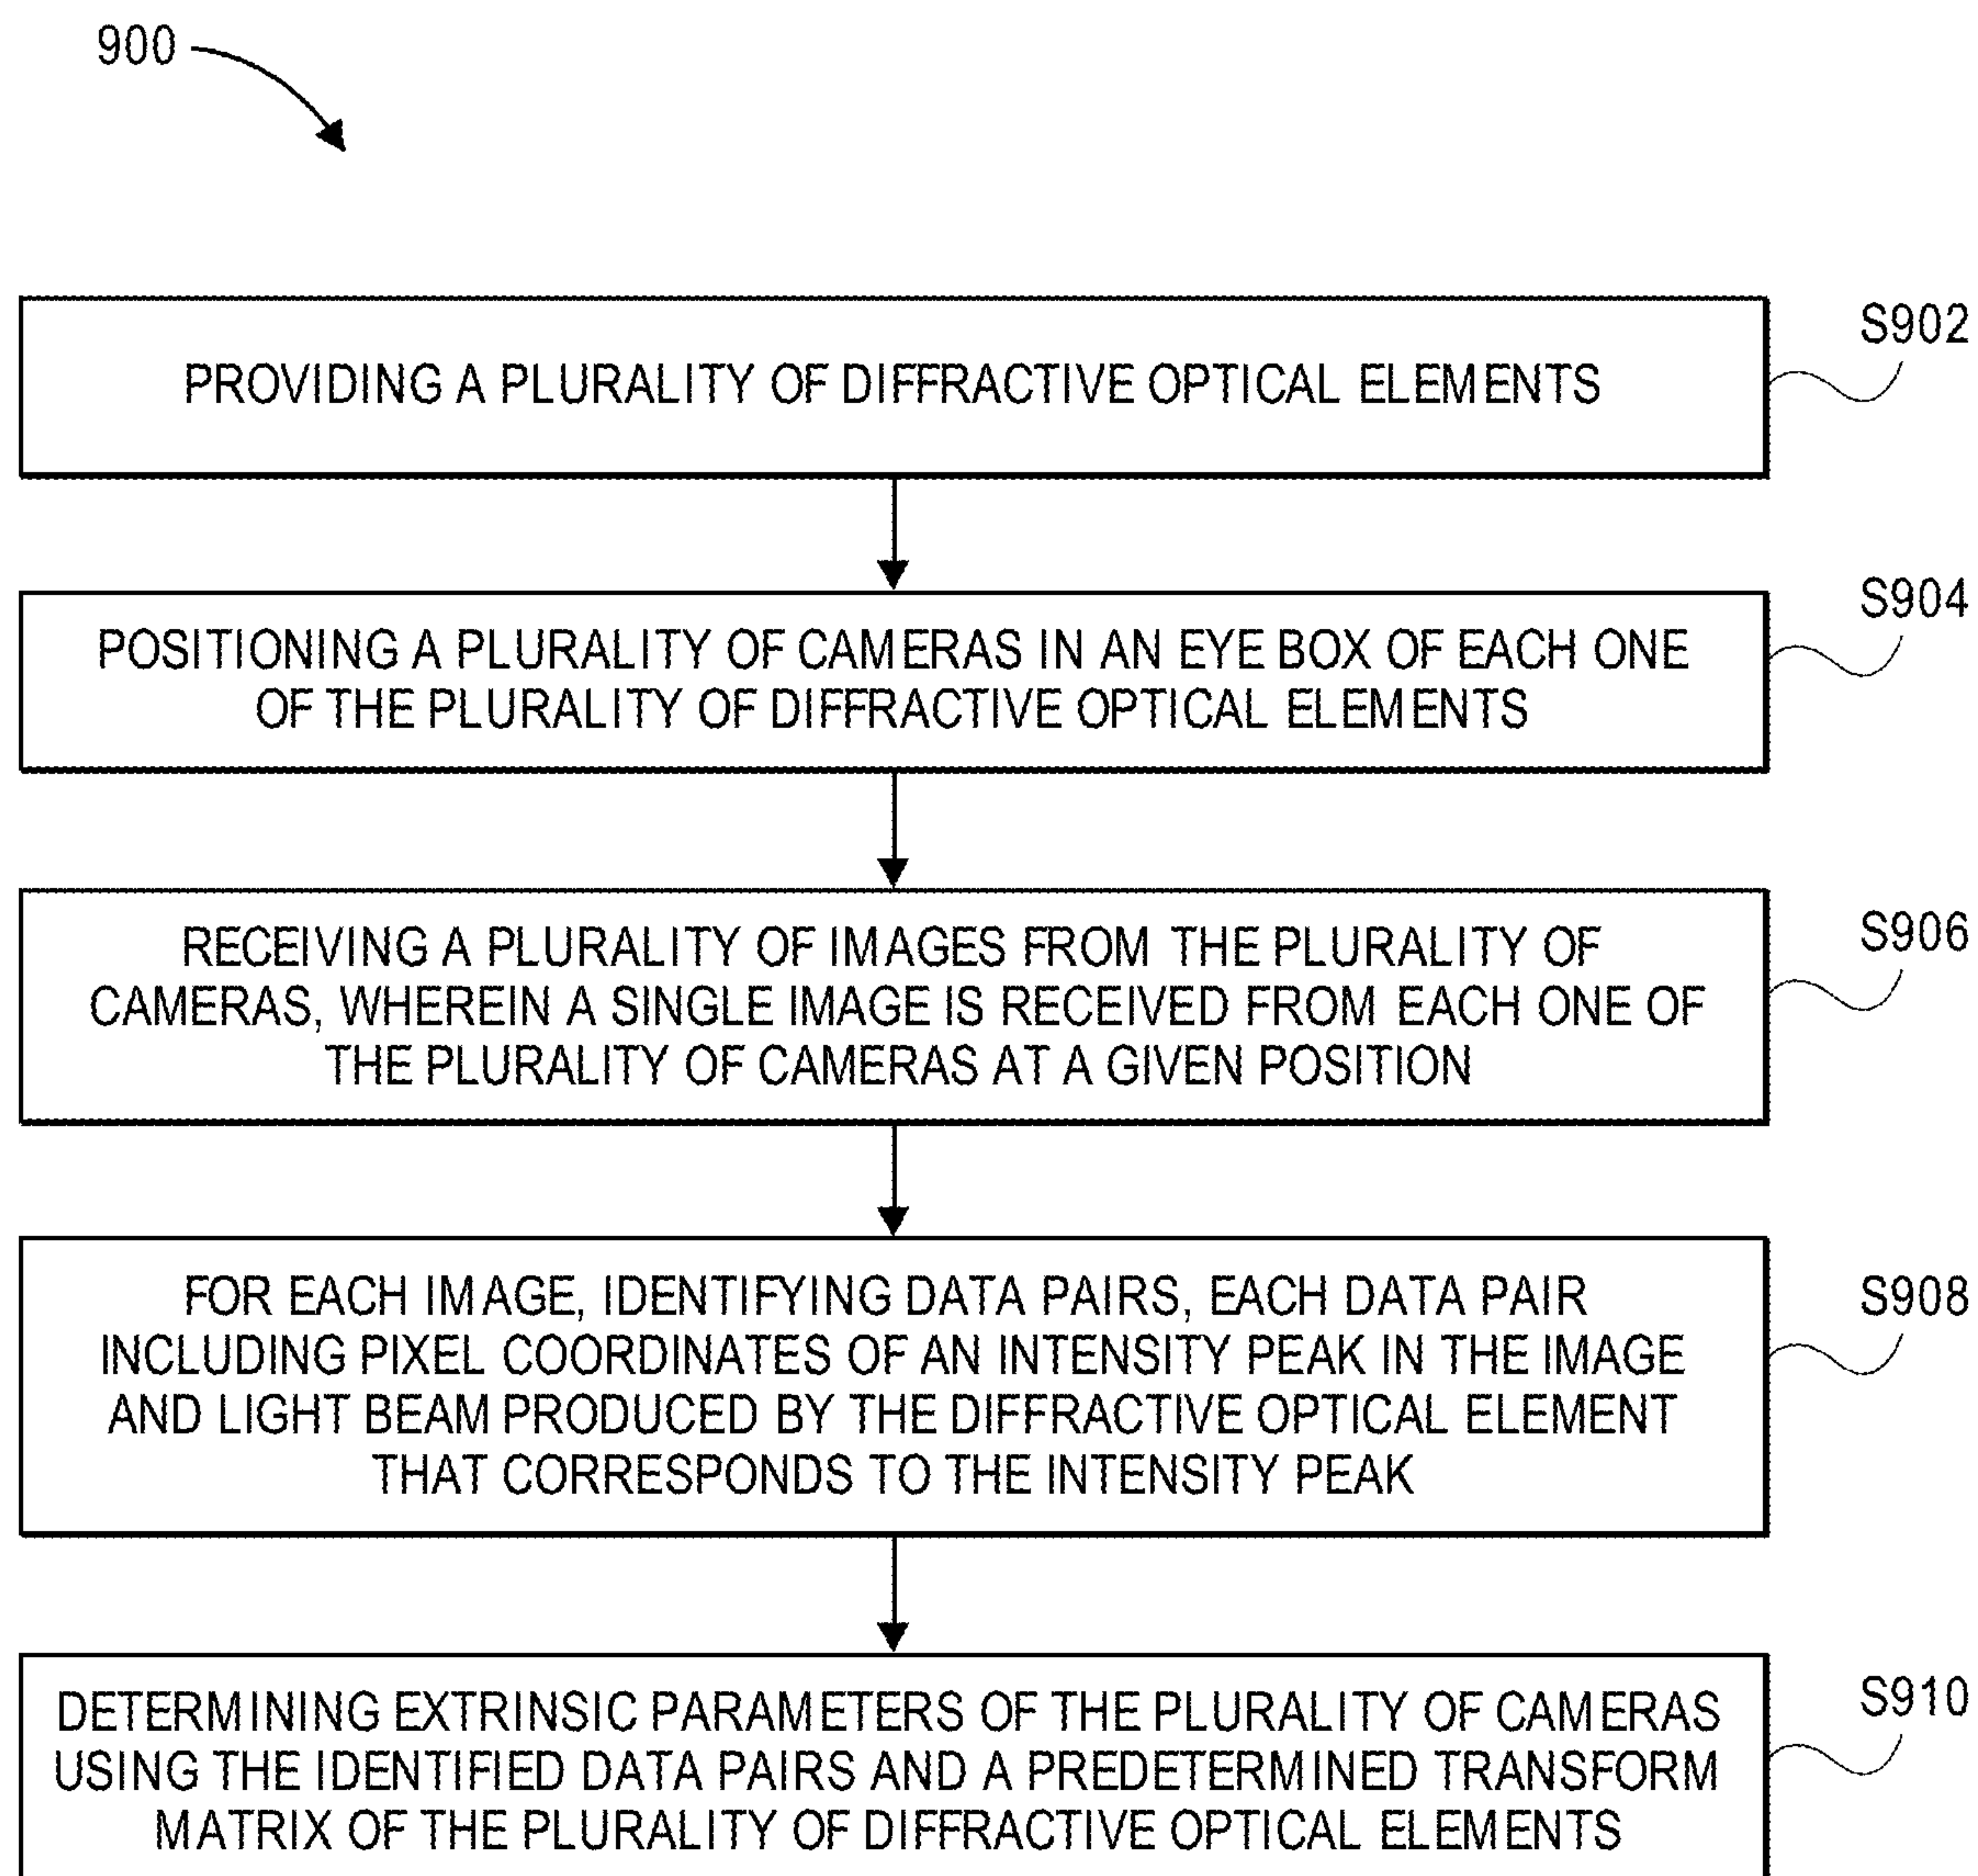 900
S902
PROVIDING A PLURALITY OF DIFFRACTIVE OPTICAL ELEMENTS
S904
POSITIONING A PLURALITY OF CAMERAS IN AN EYE BOX OF EACH ONE
OF THE PLURALITY OF DIFFRACTIVE OPTICAL ELEMENTS
S906
RECEIVING A PLURALITY OF IMAGES FROM THE PLURALITY OF
CAMERAS, WHEREIN A SINGLE IMAGE IS RECEIVED FROM EACH ONE OF
THE PLURALITY OF CAMERAS AT A GIVEN POSITION
S908
FOR EACH IMAGE, IDENTIFYING DATA PAIRS, EACH DATA PAIR
INCLUDING PIXEL COORDINATES OF AN INTENSITY PEAK IN THE IMAGE
AND LIGHT BEAM PRODUCED BY THE DIFFRACTIVE OPTICAL ELEMENT
THAT CORRESPONDS TO THE INTENSITY PEAK
S910
DETERMINING EXTRINSIC PARAMETERS OF THE PLURALITY OF CAMERAS
USING THE IDENTIFIED DATA PAIRS AND A PREDETERMINED TRANSFORM
MATRIX OF THE PLURALITY OF DIFFRACTIVE OPTICAL ELEMENTS